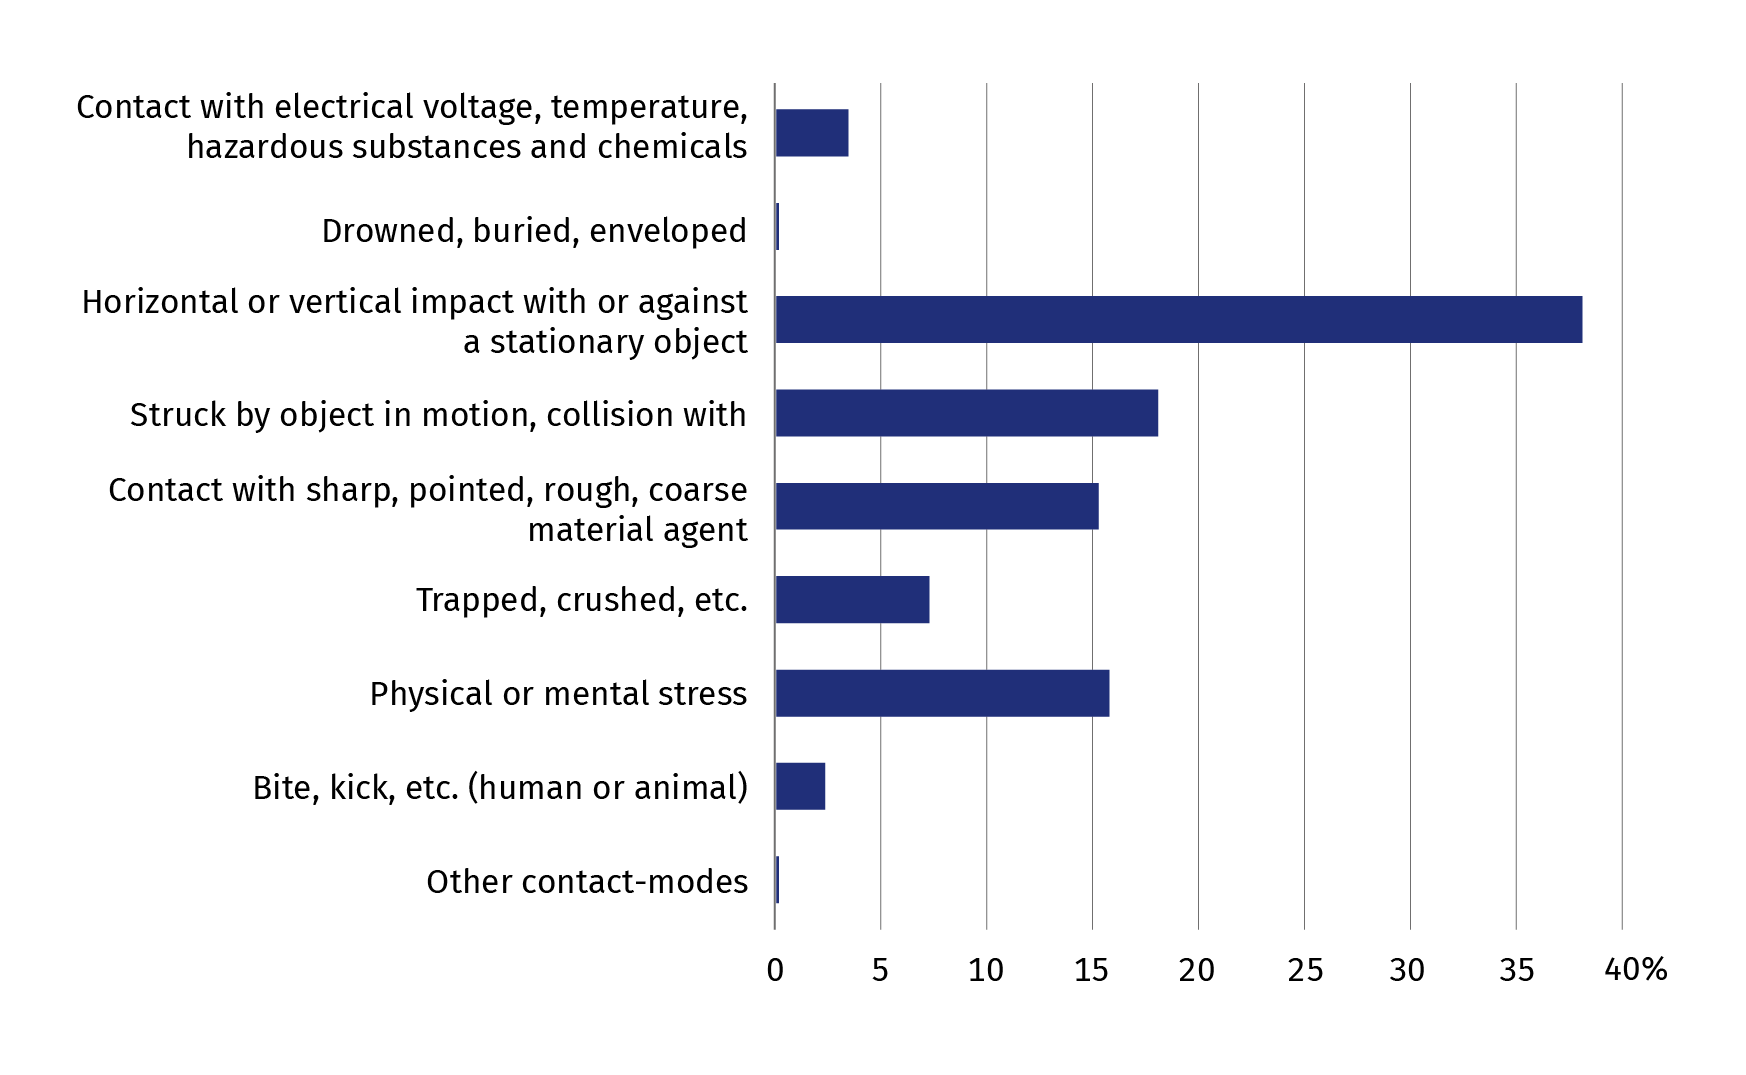 Contact with electrical voltage, temperature,
hazardous substances and chemicals
Drowned, buried, enveloped
Horizontal or vertical impact with or against
a stationary object
Struck by object in motion, collision with
Contact with sharp, pointed, rough, coarse
material agent
Trapped, crushed, etc.
Physical or mental stress
Bite, kick, etc. (human or animal)
Other contact-modes
0 5 10 15 20 25 30 35 40%